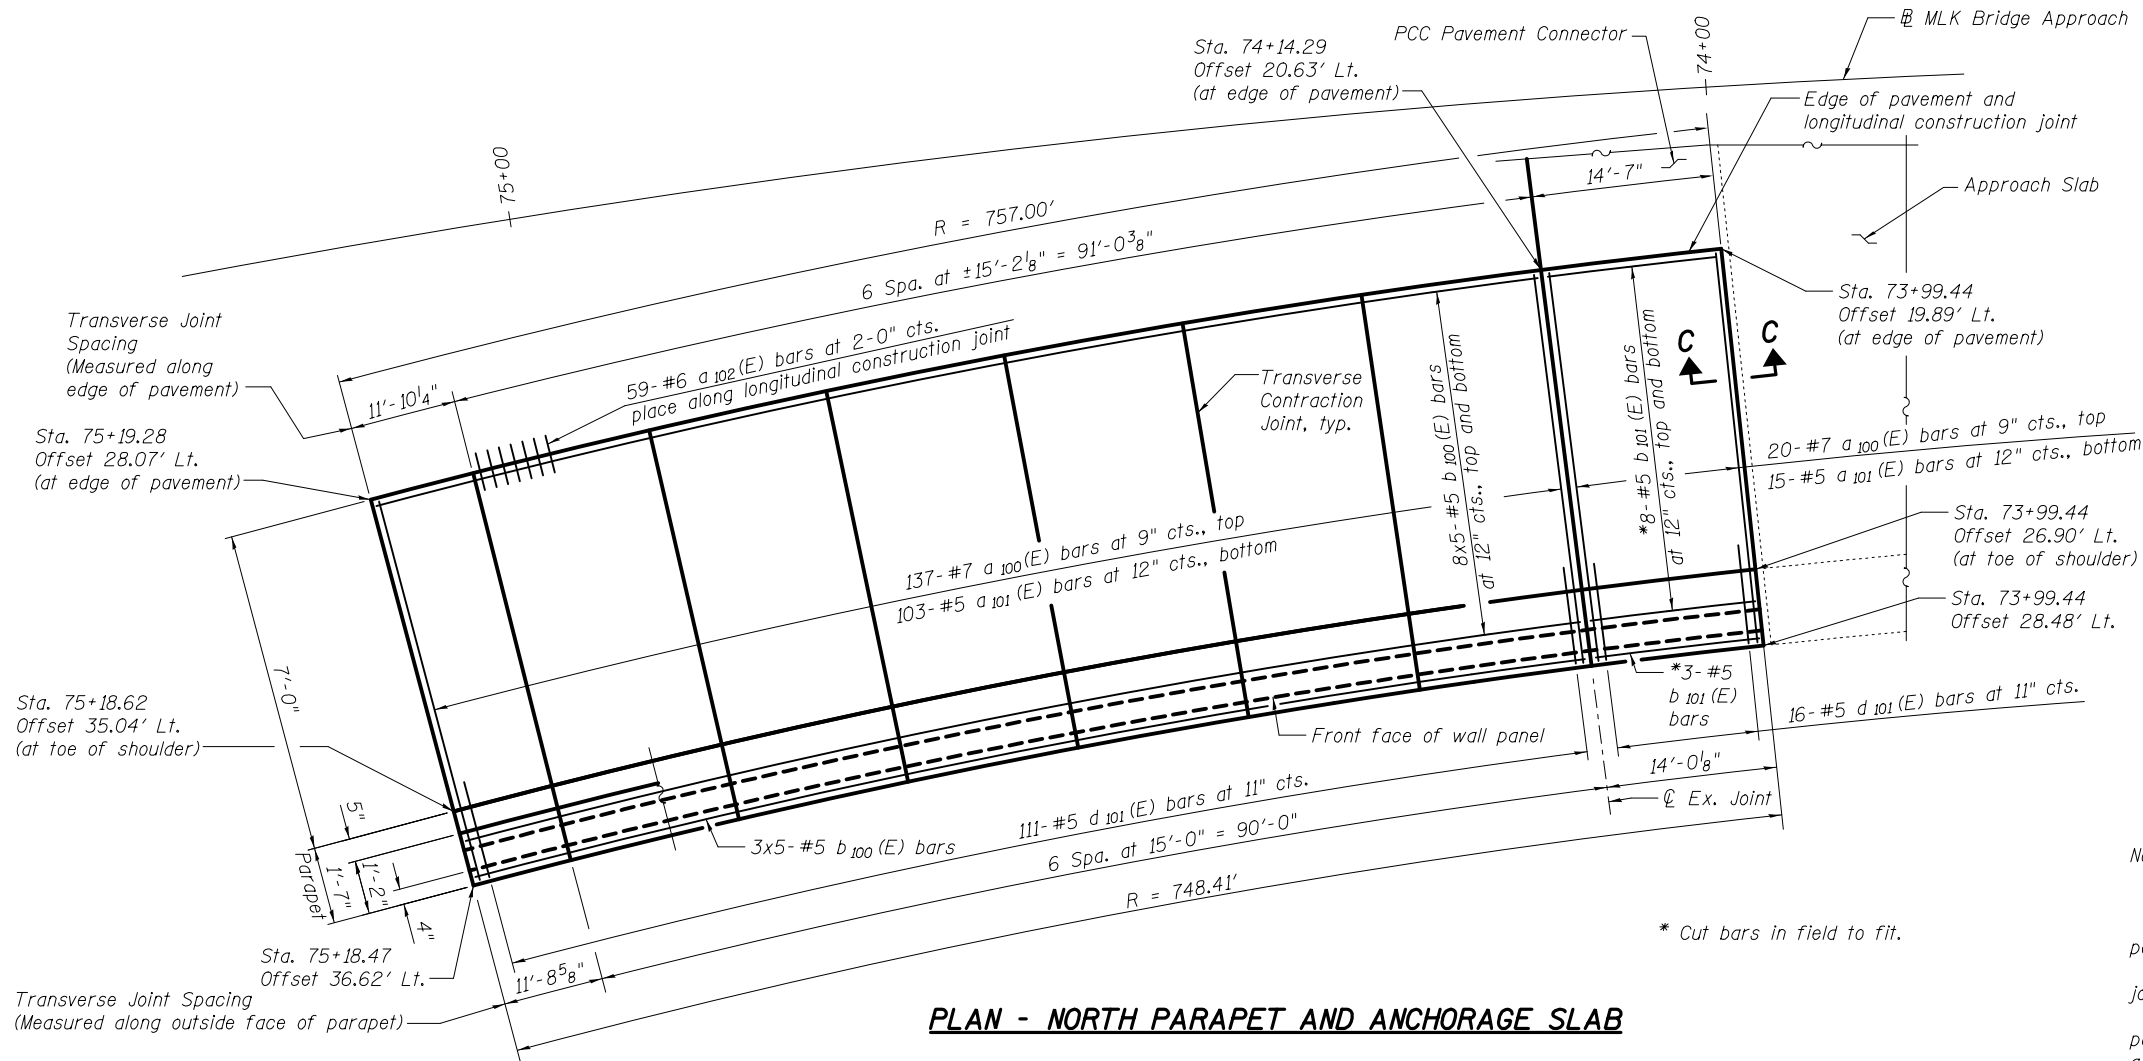 Sta. 74+14.29
Offset 20.63' Lt.
(at edge of pavement)
PCC Pavement Connector
74+00
℄ MLK Bridge Approach
Edge of pavement and
longitudinal construction joint
75+00
14'-7"
Approach Slab
R = 757.00'
6 Spa. at ±15'-2⅛" = 91'-0⅜"
Transverse Joint
Spacing
(Measured along
edge of pavement)
11'-10¼"
59-#6 a102(E) bars at 2-0" cts.
place along longitudinal construction joint
Transverse
Contraction
Joint, typ.
8x5-#5 b100(E) bars
at 12" cts., top and bottom
*8-#5 b101(E) bars
at 12" cts., top and bottom
C
C
Sta. 73+99.44
Offset 19.89' Lt.
(at edge of pavement)
Sta. 75+19.28
Offset 28.07' Lt.
(at edge of pavement)
20-#7 a100(E) bars at 9" cts., top
15-#5 a101(E) bars at 12" cts., bottom
137-#7 a100(E) bars at 9" cts., top
103-#5 a101(E) bars at 12" cts., bottom
Sta. 73+99.44
Offset 26.90' Lt.
(at toe of shoulder)
Sta. 73+99.44
Offset 28.48' Lt.
7'-0"
Sta. 75+18.62
Offset 35.04' Lt.
(at toe of shoulder)
*3-#5
b101(E)
bars
16-#5 d101(E) bars at 11" cts.
Front face of wall panel
14'-0⅛"
℄ Ex. Joint
5"
Parapet
1'-7"
1'-2"
4"
3x5-#5 b100(E) bars
111-#5 d101(E) bars at 11" cts.
6 Spa. at 15'-0" = 90'-0"
R = 748.41'
Sta. 75+18.47
Offset 36.62' Lt.
11'-8⅝"
Transverse Joint Spacing
(Measured along outside face of parapet)
* Cut bars in field to fit.
PLAN - NORTH PARAPET AND ANCHORAGE SLAB